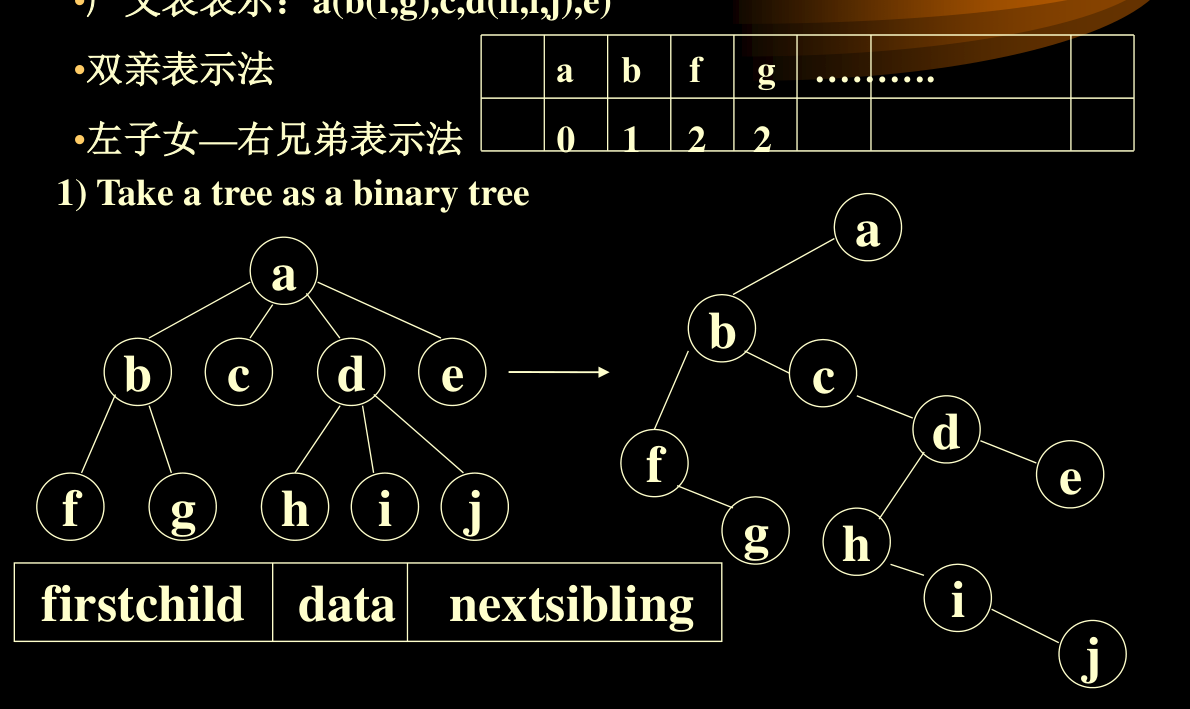 •广义表表示：a(b(f,g),c,d(h,i,j),e)
•双亲表示法
a b f g ……….
0 1 2 2
•左子女—右兄弟表示法
1) Take a tree as a binary tree
a
b c d e
f g h i j
a
b
c
d
f
e
g
h
i
j
firstchild data nextsibling